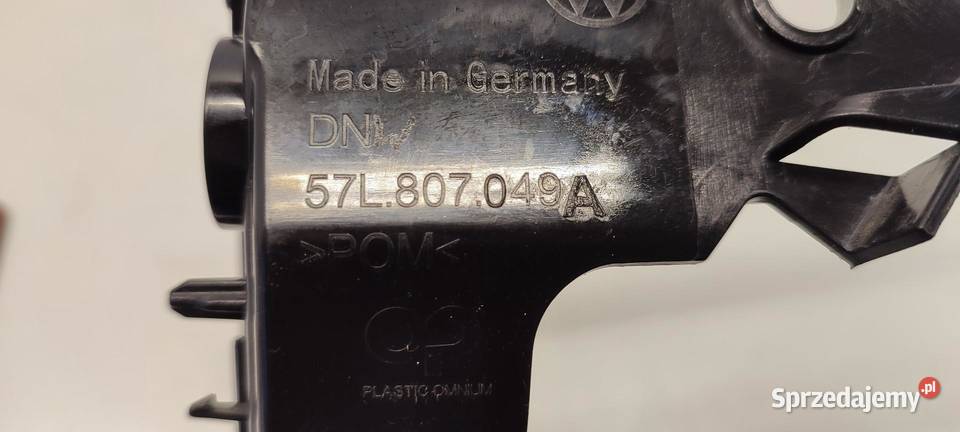 Made in Germany
DNW
57L.807.049A
>POM<
PLASTIC OMNIUM
Sprzedajemy.pl